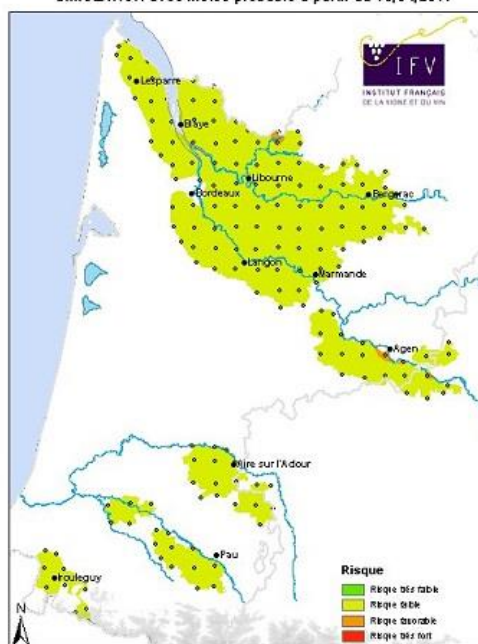 IFV
INSTITUT FRANÇAIS
DE LA VIGNE ET DU VIN
Lesparre
Blaye
Libourne
Bordeaux
Bergerac
Langon
Marmande
Agen
Aire sur l'Adour
Pau
Irouleguy
Risque
Risque très faible
Risque faible
Risque favorable
Risque très fort
N